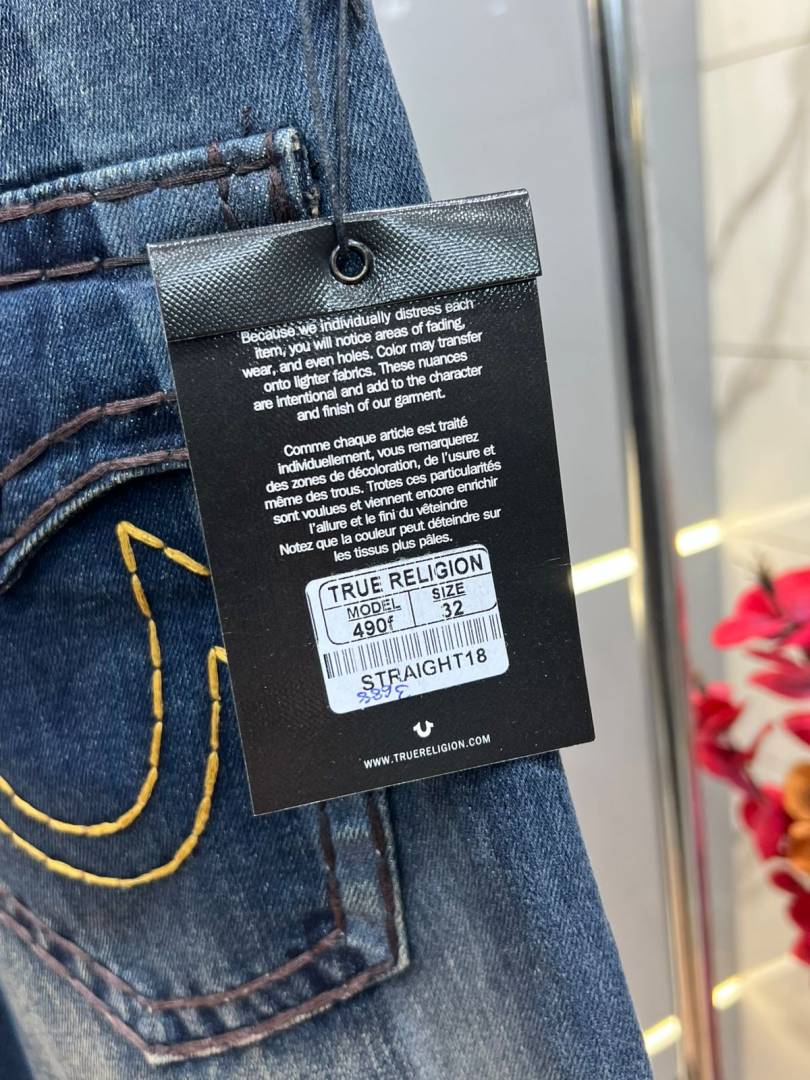 Because we individually distress each
item, you will notice areas of fading,
wear, and even holes. Color may transfer
onto lighter fabrics. These nuances
are intentional and add to the character
and finish of our garment.
Comme chaque article est traité
individuellement, vous remarquerez
des zones de décoloration, de l'usure et
même des trous. Trotes ces particularités
sont voulues et viennent encore enrichir
l'allure et le fini du vêteindre
Notez que la couleur peut déteindre sur
les tissus plus pâles.
TRUE RELIGION
MODEL SIZE
490f 32
STRAIGHT18
WWW.TRUERELIGION.COM